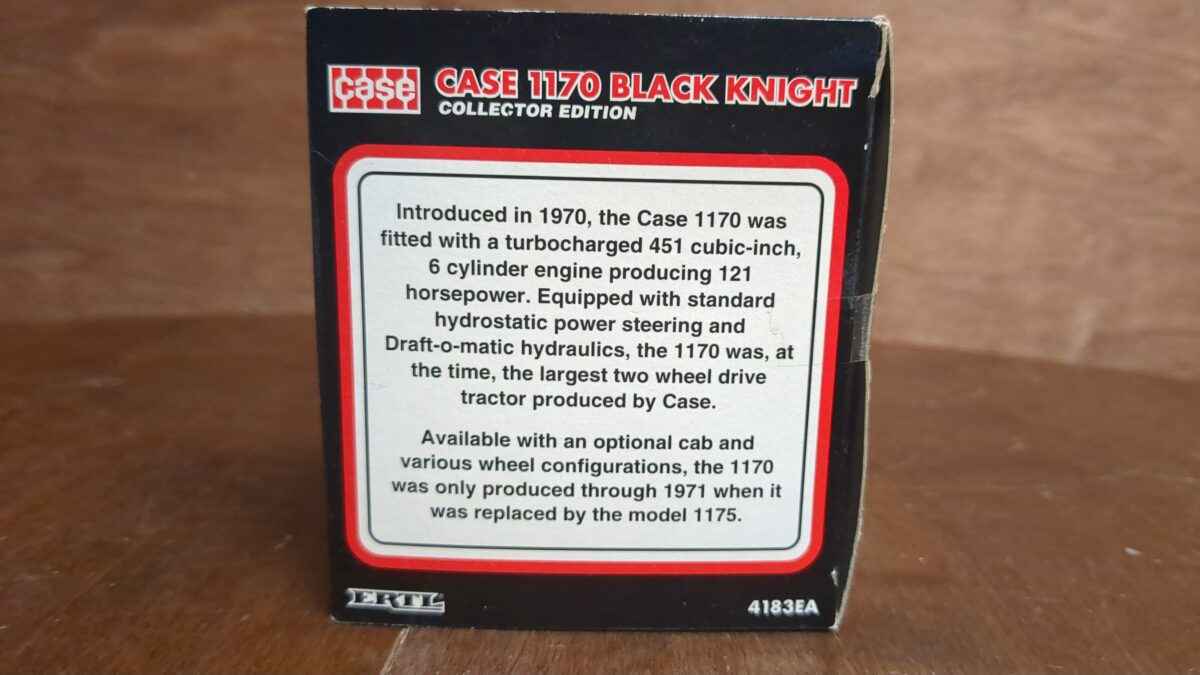 case CASE 1170 BLACK KNIGHT
COLLECTOR EDITION
Introduced in 1970, the Case 1170 was
fitted with a turbocharged 451 cubic-inch,
6 cylinder engine producing 121
horsepower. Equipped with standard
hydrostatic power steering and
Draft-o-matic hydraulics, the 1170 was, at
the time, the largest two wheel drive
tractor produced by Case.
Available with an optional cab and
various wheel configurations, the 1170
was only produced through 1971 when it
was replaced by the model 1175.
ERTL 4183EA